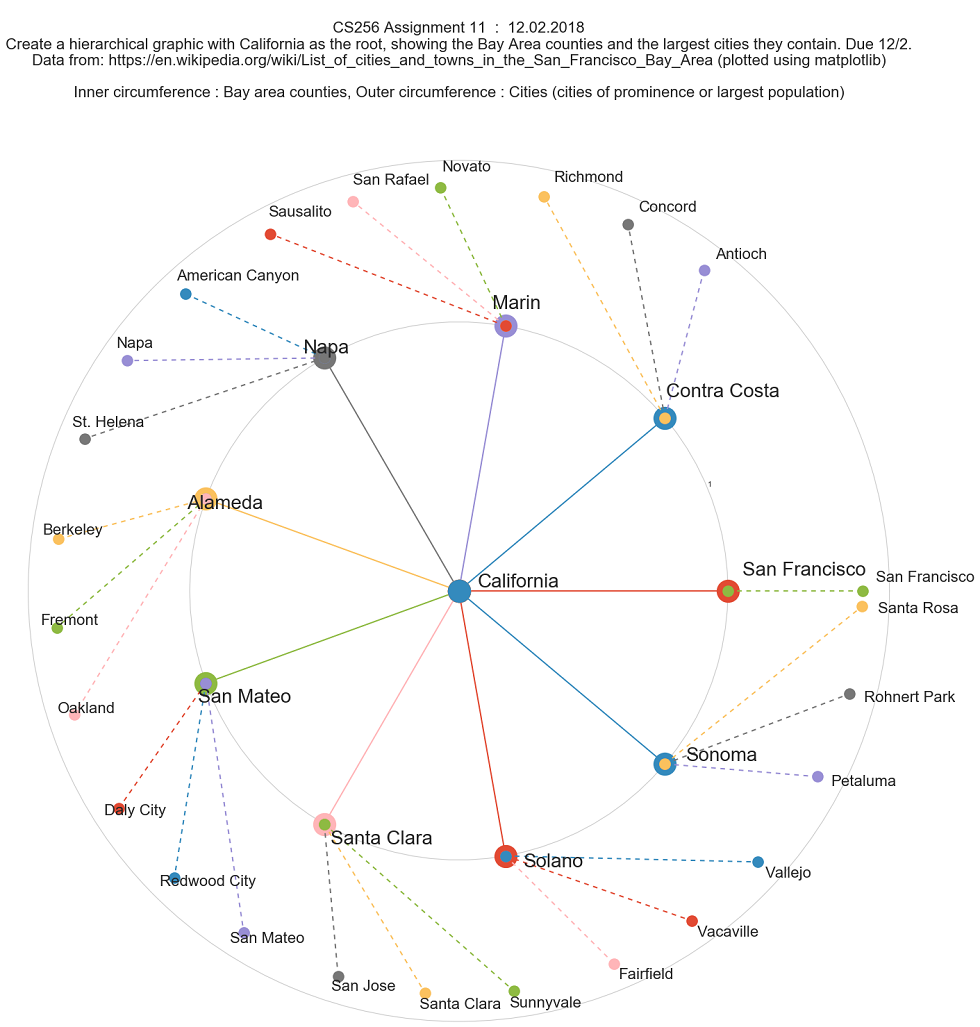 CS256 Assignment 11  :  12.02.2018
Create a hierarchical graphic with California as the root, showing the Bay Area counties and the largest cities they contain. Due 12/2.
Data from: https://en.wikipedia.org/wiki/List_of_cities_and_towns_in_the_San_Francisco_Bay_Area (plotted using matplotlib)
Inner circumference : Bay area counties, Outer circumference : Cities (cities of prominence or largest population)
Novato
Richmond
San Rafael
Concord
Sausalito
Antioch
American Canyon
Marin
Napa
Napa
Contra Costa
St. Helena
1
Alameda
Berkeley
San Francisco
San Francisco
California
Santa Rosa
Fremont
San Mateo
Rohnert Park
Oakland
Sonoma
Petaluma
Daly City
Santa Clara
Solano
Vallejo
Redwood City
Vacaville
San Mateo
Fairfield
San Jose
Santa Clara
Sunnyvale